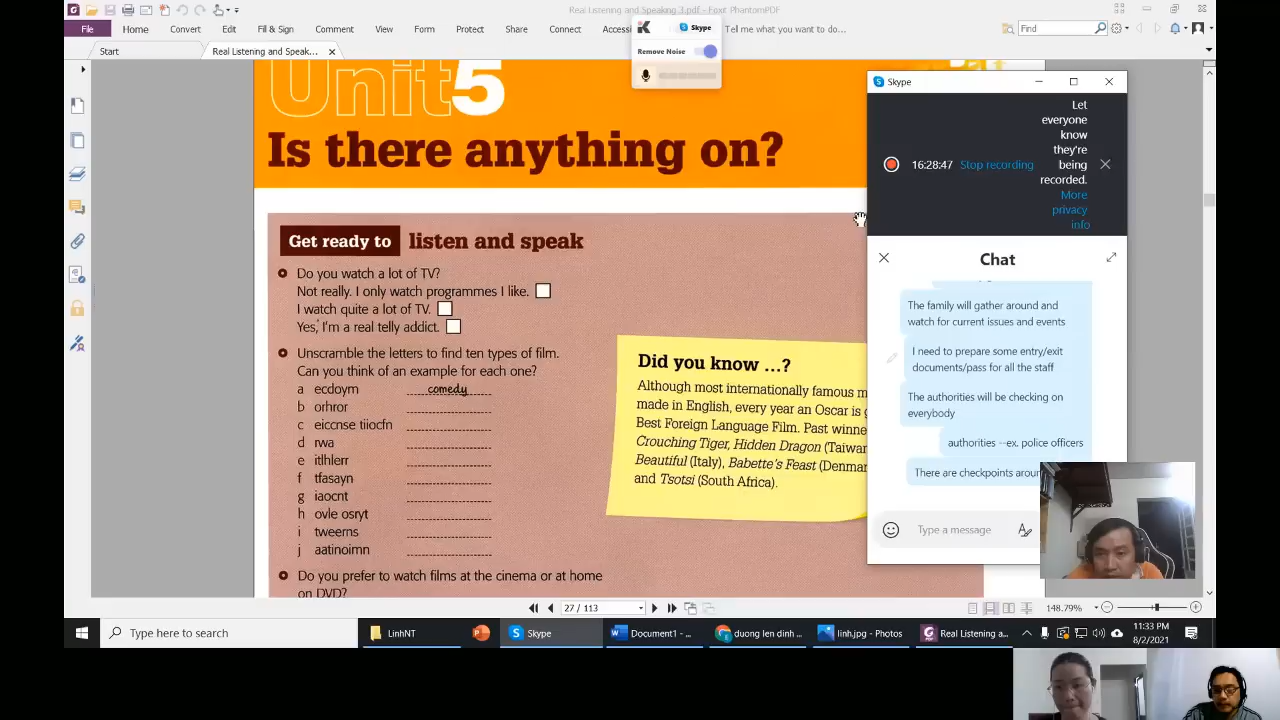 Real Listening and Speaking 3.pdf - Foxit PhantomPDF
File Home Convert Edit Fill & Sign Comment View Form Protect Share Connect Tell me what you want to do...
Find
Skype
Remove Noise
Start
Real Listening and Speak...
Unit5
Is there anything on?
Get ready to listen and speak
Do you watch a lot of TV?
Not really. I only watch programmes I like.
I watch quite a lot of TV.
Yes, I'm a real telly addict.
Unscramble the letters to find ten types of film.
Can you think of an example for each one?
a ecdoym comedy
b orhror
c eiccnse tiiocfn
d rwa
e itlhlerr
f tfasayn
g iaocnt
h ovle osryt
i tweerns
j aatinoimn
Do you prefer to watch films at the cinema or at home
on DVD?
Did you know ...?
Although most internationally famous m
made in English, every year an Oscar is g
Best Foreign Language Film. Past winne
Crouching Tiger, Hidden Dragon (Taiwan
Beautiful (Italy), Babette's Feast (Denmar
and Tsotsi (South Africa).
Skype
16:28:47 Stop recording
Let
everyone
know
they're
being
recorded.
More
privacy
info
Chat
The family will gather around and
watch for current issues and events
I need to prepare some entry/exit
documents/pass for all the staff
The authorities will be checking on
everybody
authorities --ex. police officers
There are checkpoints
Type a message
27 / 113
148.79%
Type here to search
LinhNT
Skype
Document1 -
duong len dinh
linh.jpg - Photos
Real Listening a...
11:33 PM
8/2/2021